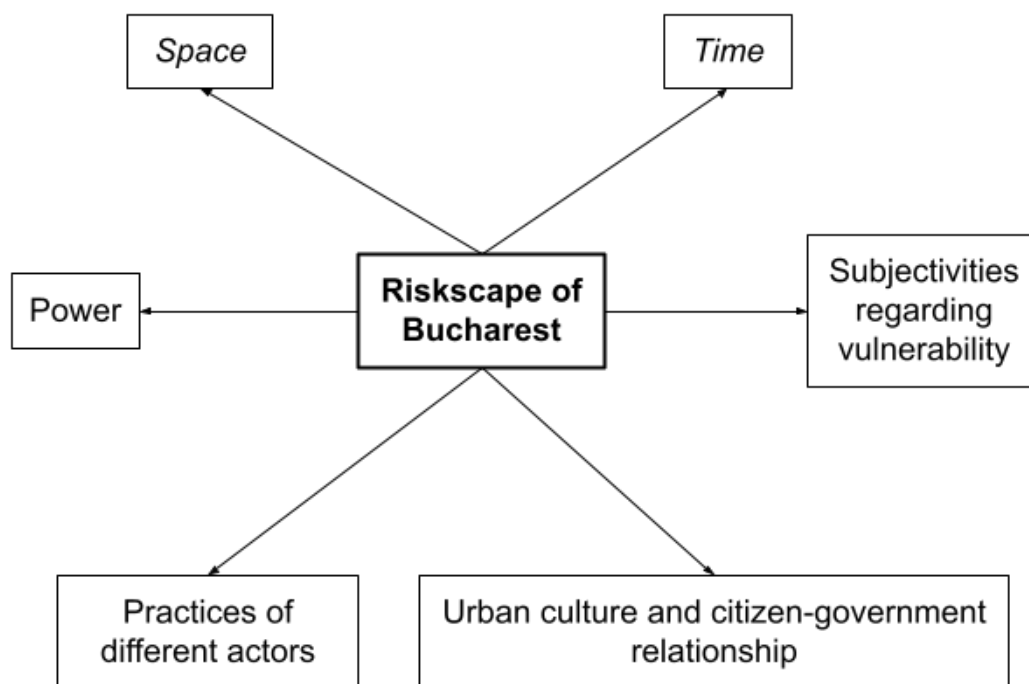 Space
Time
Power
Riskscape of
Bucharest
Subjectivities
regarding
vulnerability
Practices of
different actors
Urban culture and citizen-government
relationship